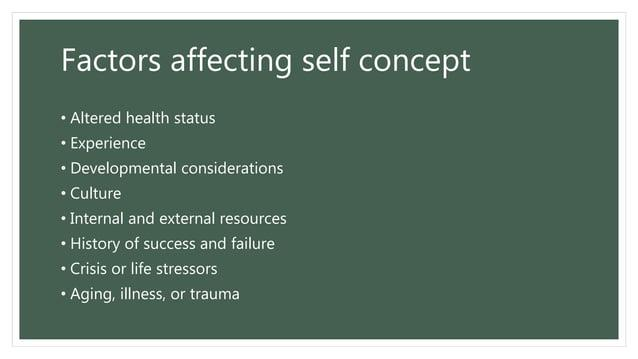 Factors affecting self concept
• Altered health status
• Experience
• Developmental considerations
• Culture
• Internal and external resources
• History of success and failure
• Crisis or life stressors
• Aging, illness, or trauma